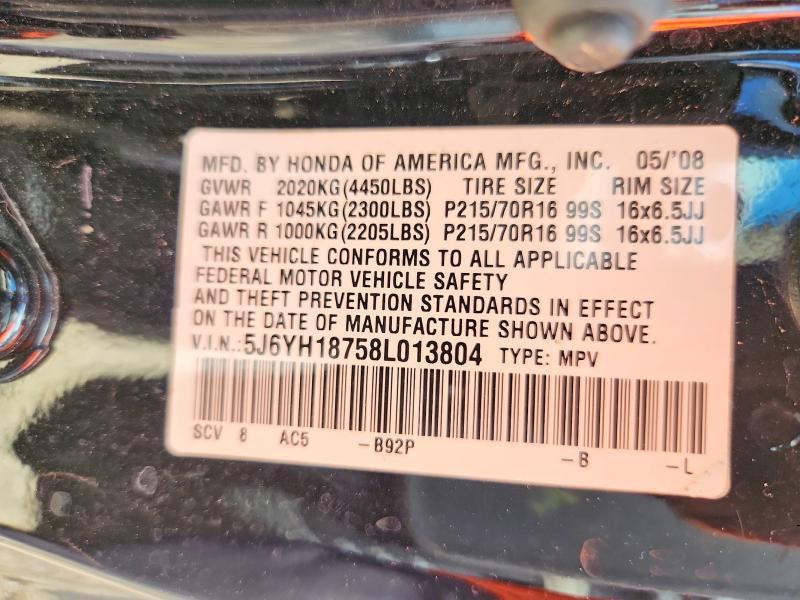 MFD. BY HONDA OF AMERICA MFG., INC. 05/'08
GVWR 2020KG(4450LBS) TIRE SIZE RIM SIZE
GAWR F 1045KG(2300LBS) P215/70R16 99S 16x6.5JJ
GAWR R 1000KG(2205LBS) P215/70R16 99S 16x6.5JJ
THIS VEHICLE CONFORMS TO ALL APPLICABLE
FEDERAL MOTOR VEHICLE SAFETY
AND THEFT PREVENTION STANDARDS IN EFFECT
ON THE DATE OF MANUFACTURE SHOWN ABOVE.
V.I.N.:5J6YH18758L013804 TYPE: MPV
SCV 8 AC5 -B92P -B -L